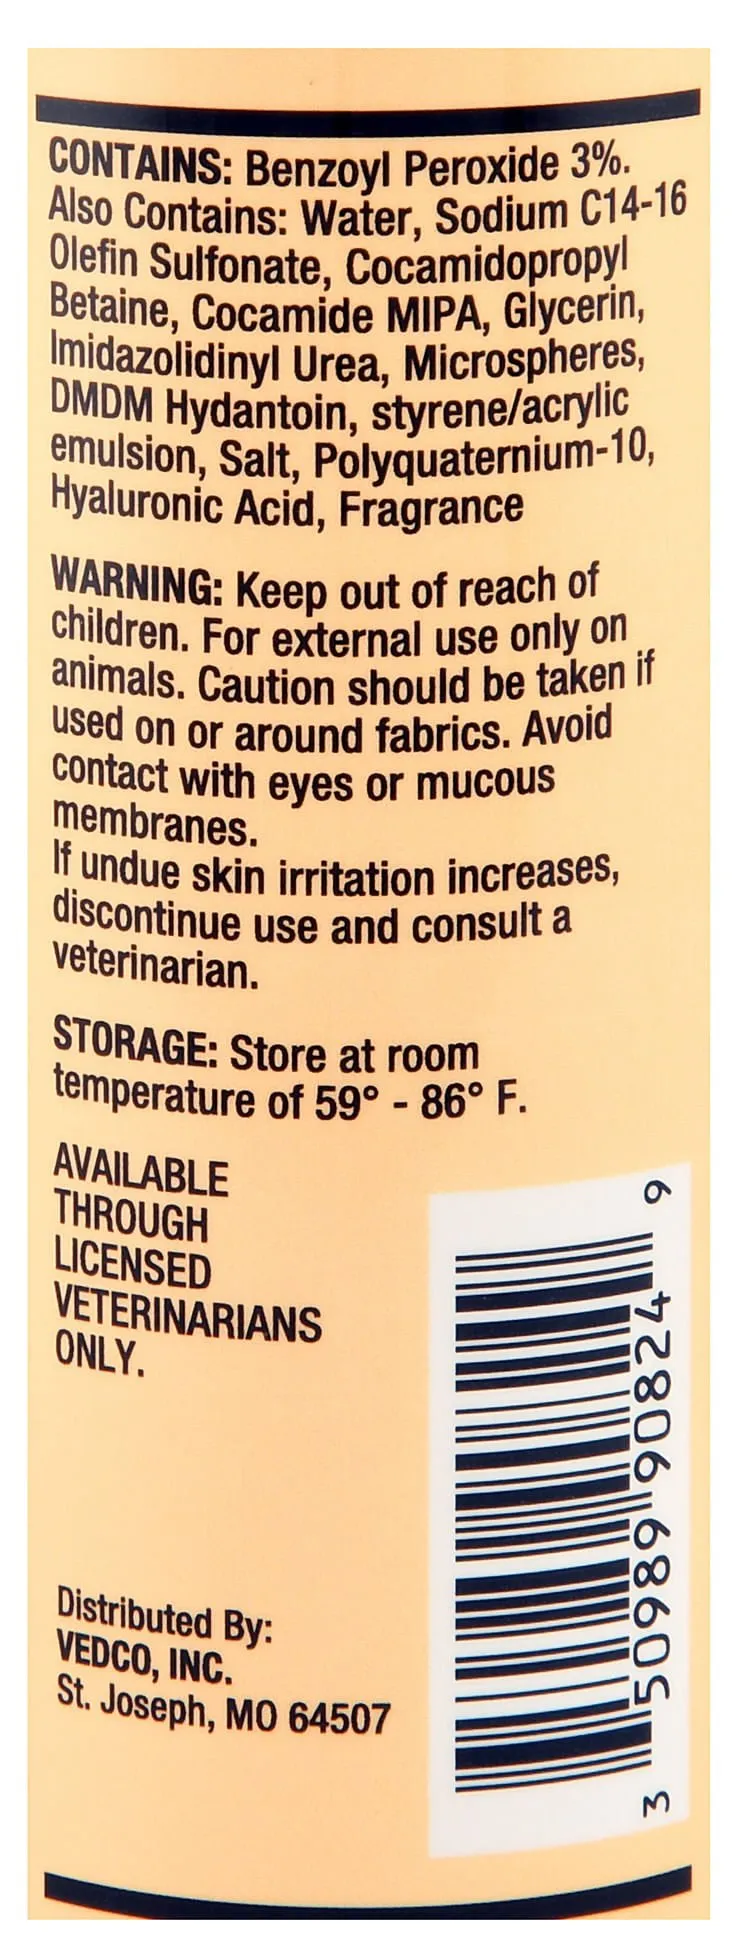 CONTAINS: Benzoyl Peroxide 3%.
Also Contains: Water, Sodium C14-16
Olefin Sulfonate, Cocamidopropyl
Betaine, Cocamide MIPA, Glycerin,
Imidazolidinyl Urea, Microspheres,
DMDM Hydantoin, styrene/acrylic
emulsion, Salt, Polyquaternium-10,
Hyaluronic Acid, Fragrance
WARNING: Keep out of reach of
children. For external use only on
animals. Caution should be taken if
used on or around fabrics. Avoid
contact with eyes or mucous
membranes.
If undue skin irritation increases,
discontinue use and consult a
veterinarian.
STORAGE: Store at room
temperature of 59° - 86° F.
AVAILABLE
THROUGH
LICENSED
VETERINARIANS
ONLY.
Distributed By:
VEDCO, INC.
St. Joseph, MO 64507
3 50989 90824 9